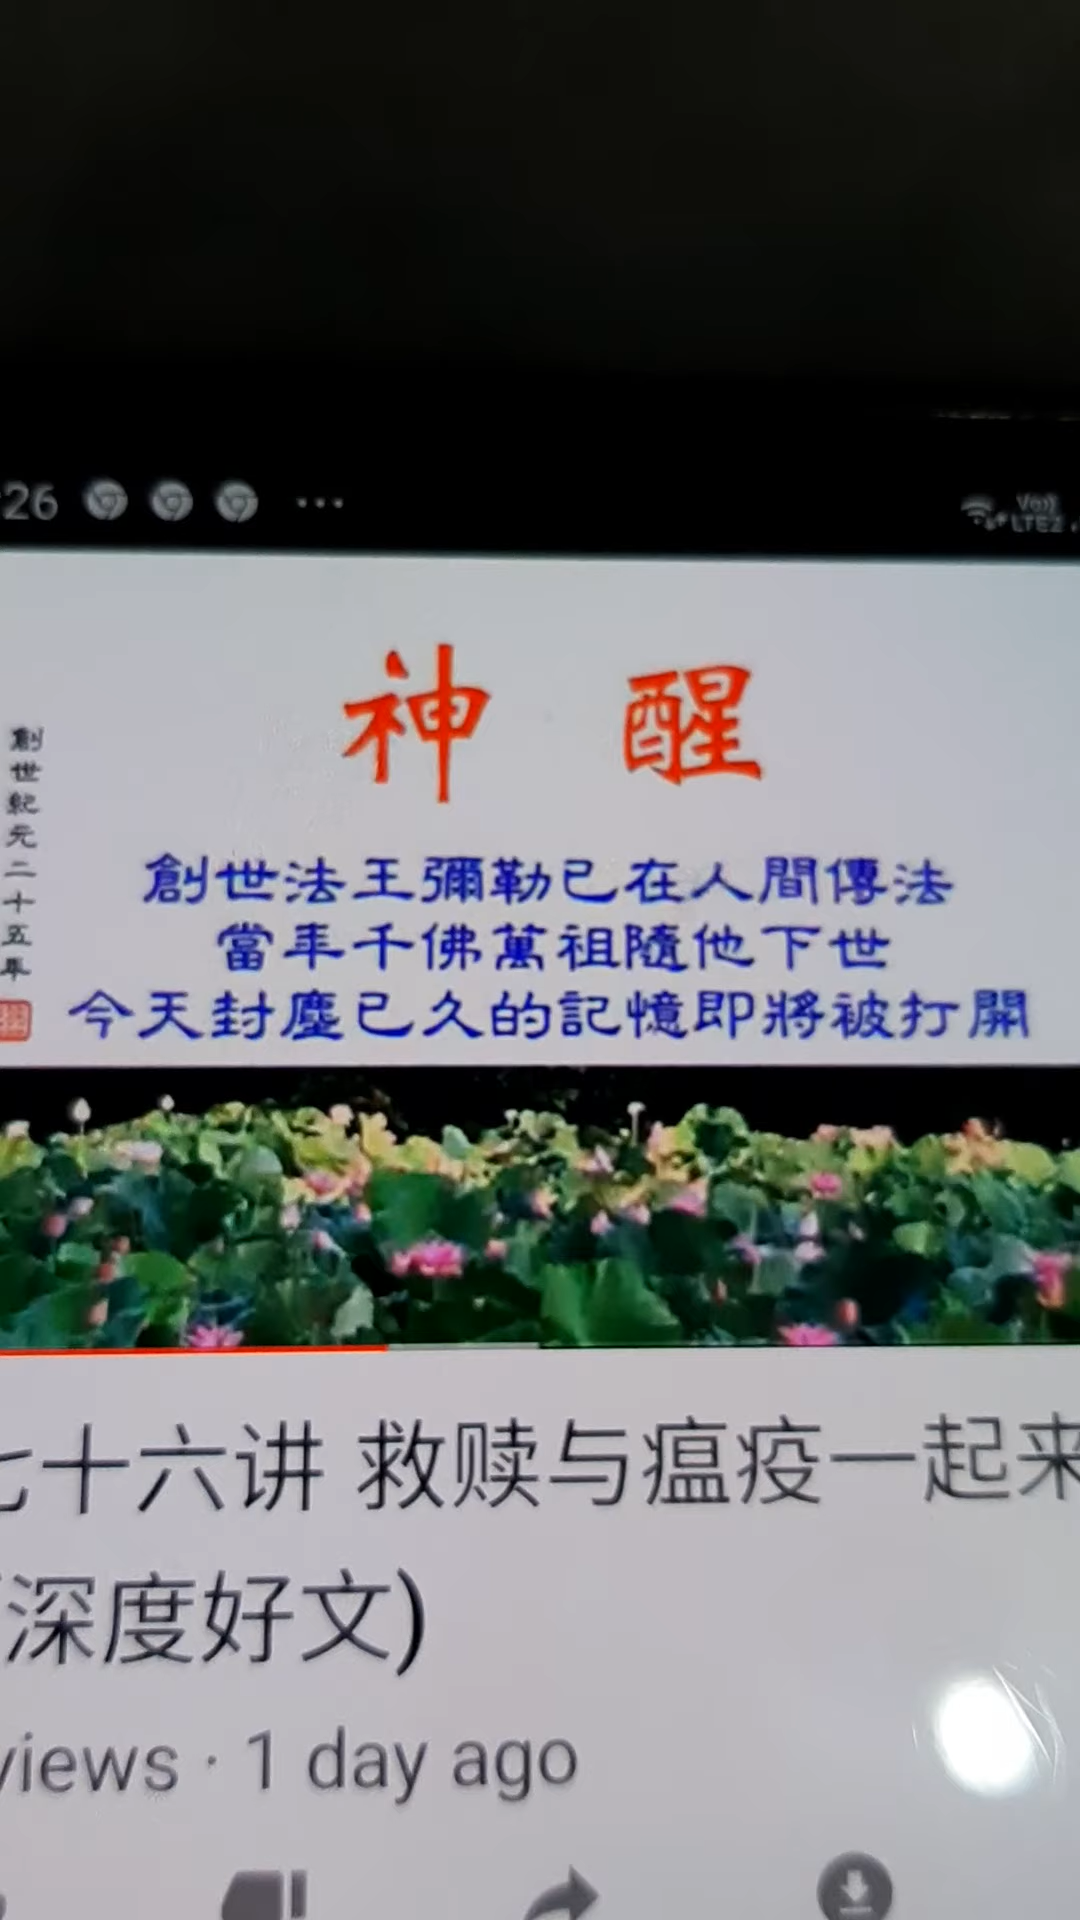 26
LTE2
神 醒
創世紀元二十五年
創世法王彌勒已在人間傳法
當年千佛萬祖隨他下世
今天封塵已久的記憶即將被打開
七十六讲 救赎与瘟疫一起来
深度好文)
views · 1 day ago